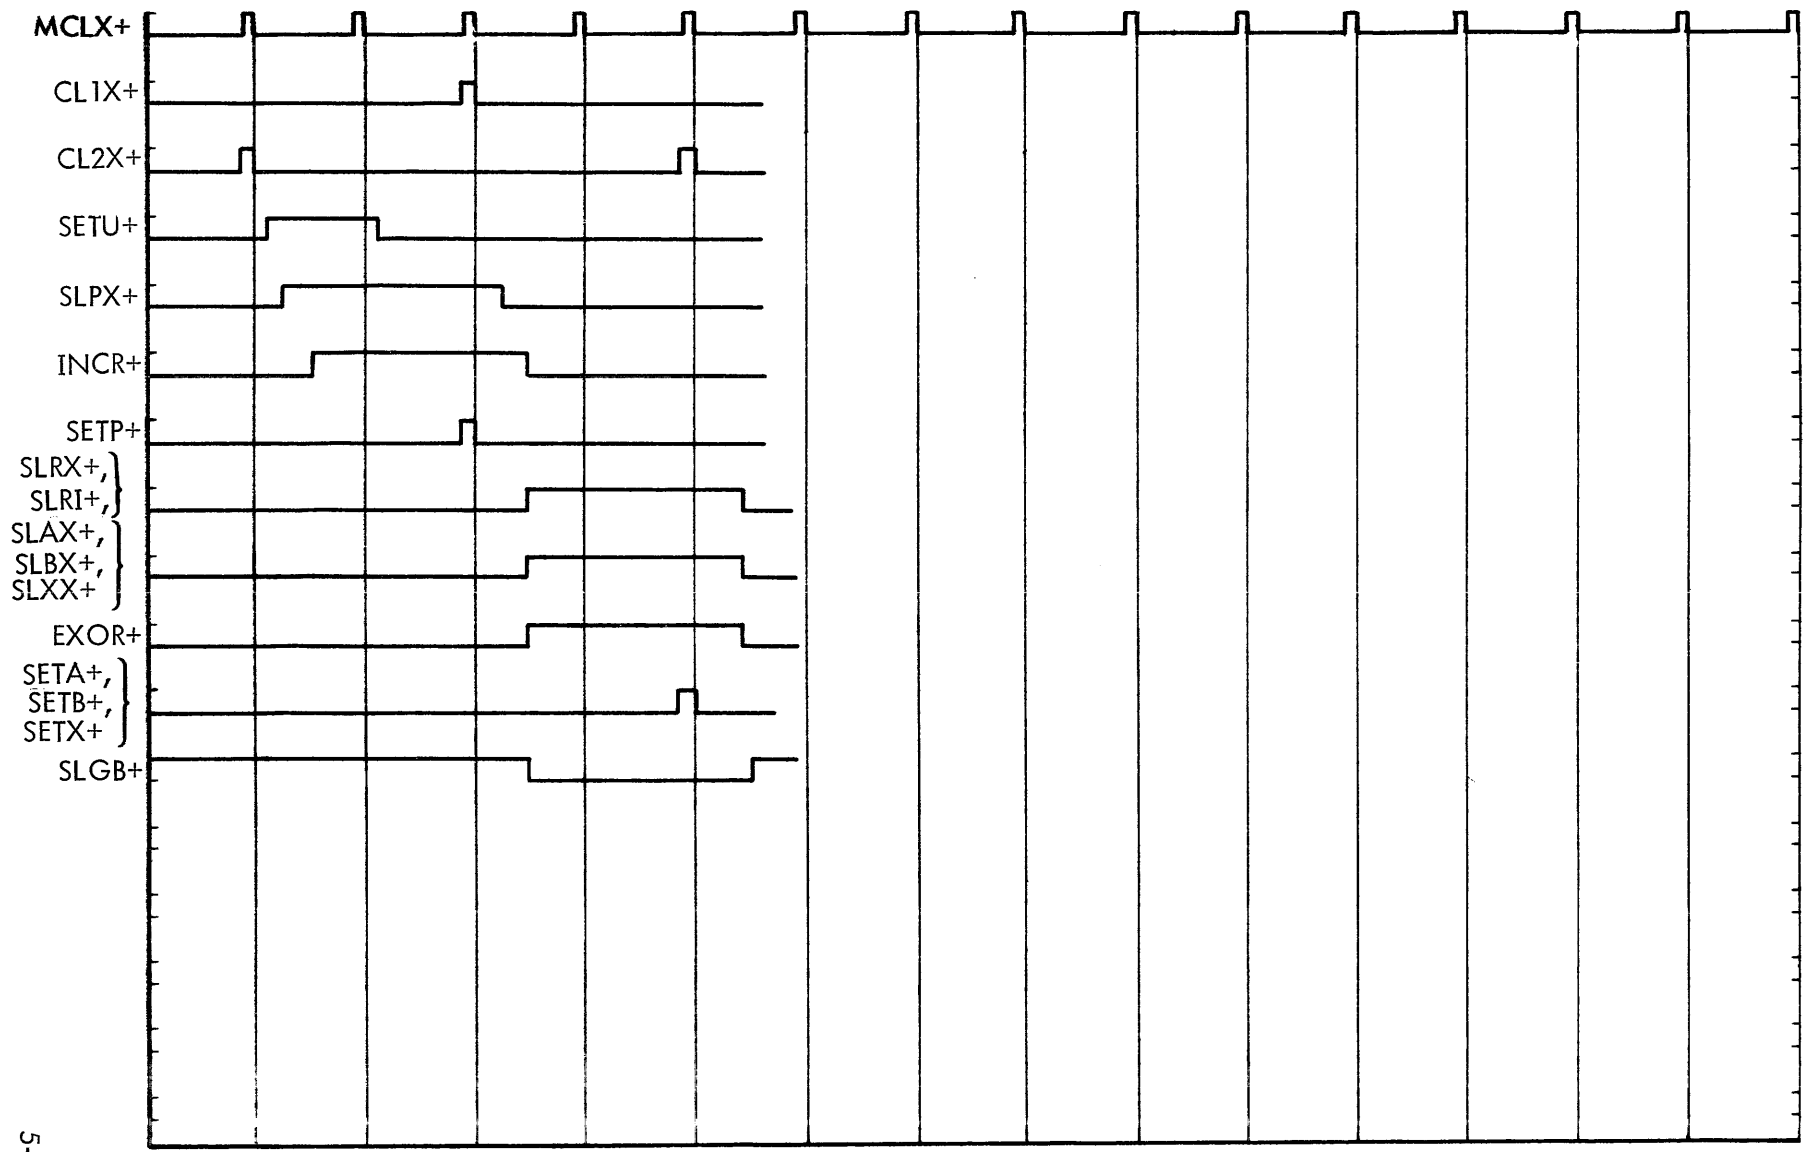 MCLX+
CL1X+
CL2X+
SETU+
SLPX+
INCR+
SETP+
SLRX+,
SLRI+,
SLAX+,
SLBX+,
SLXX+
EXOR+
SETA+,
SETB+,
SETX+
SLGB+
5-